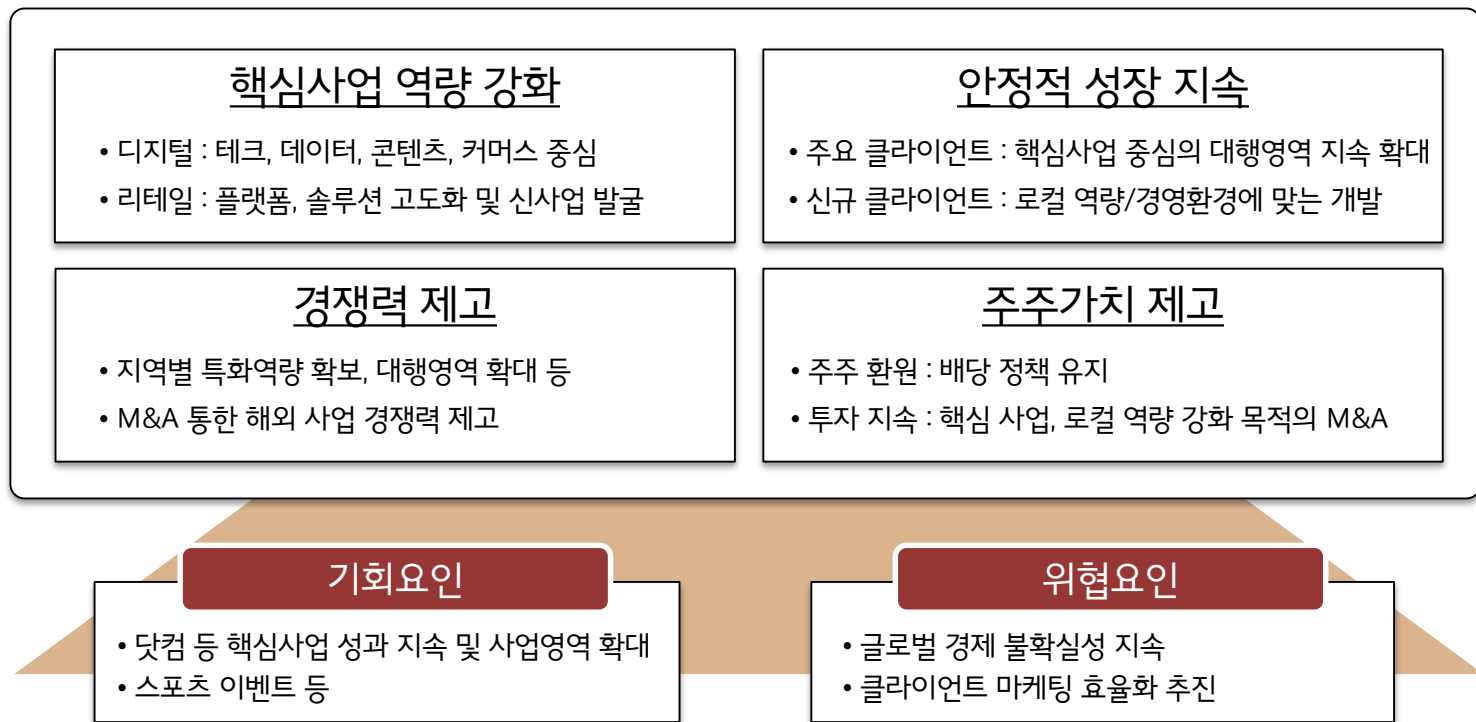 핵심사업 역량 강화
• 디지털 : 테크, 데이터, 콘텐츠, 커머스 중심
• 리테일 : 플랫폼, 솔루션 고도화 및 신사업 발굴
안정적 성장 지속
• 주요 클라이언트 : 핵심사업 중심의 대행영역 지속 확대
• 신규 클라이언트 : 로컬 역량/경영환경에 맞는 개발
경쟁력 제고
• 지역별 특화역량 확보, 대행영역 확대 등
• M&A 통한 해외 사업 경쟁력 제고
주주가치 제고
• 주주 환원 : 배당 정책 유지
• 투자 지속 : 핵심 사업, 로컬 역량 강화 목적의 M&A
기회요인
• 닷컴 등 핵심사업 성과 지속 및 사업영역 확대
• 스포츠 이벤트 등
위협요인
• 글로벌 경제 불확실성 지속
• 클라이언트 마케팅 효율화 추진